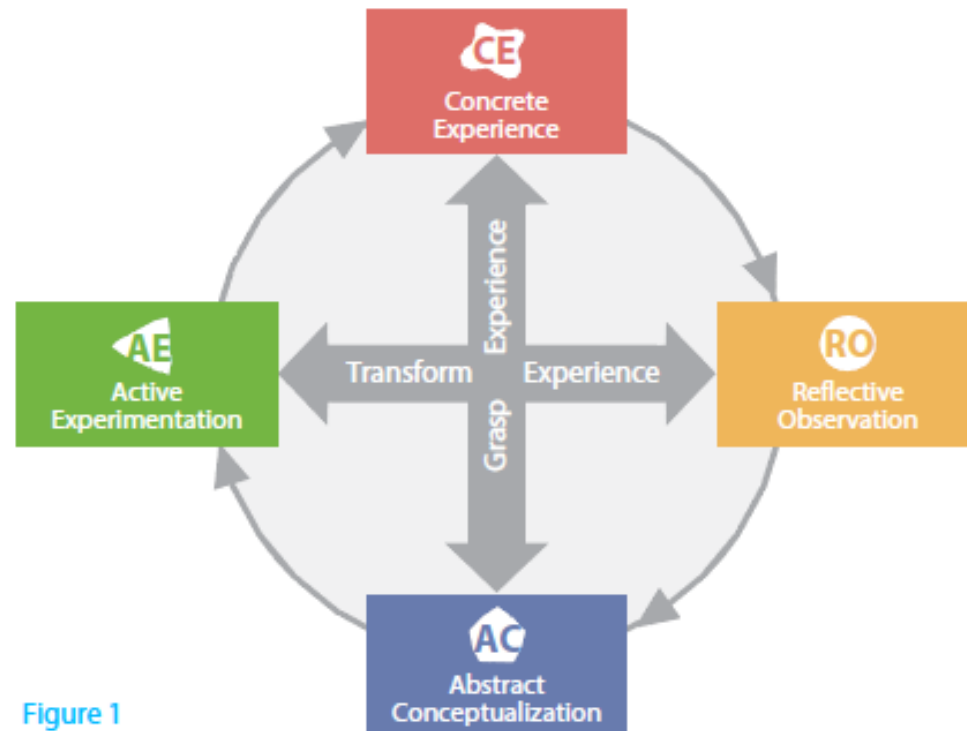 CE
Concrete
Experience
Grasp Experience
AE
Active
Experimentation
Transform Experience
RO
Reflective
Observation
AC
Abstract
Conceptualization
Figure 1